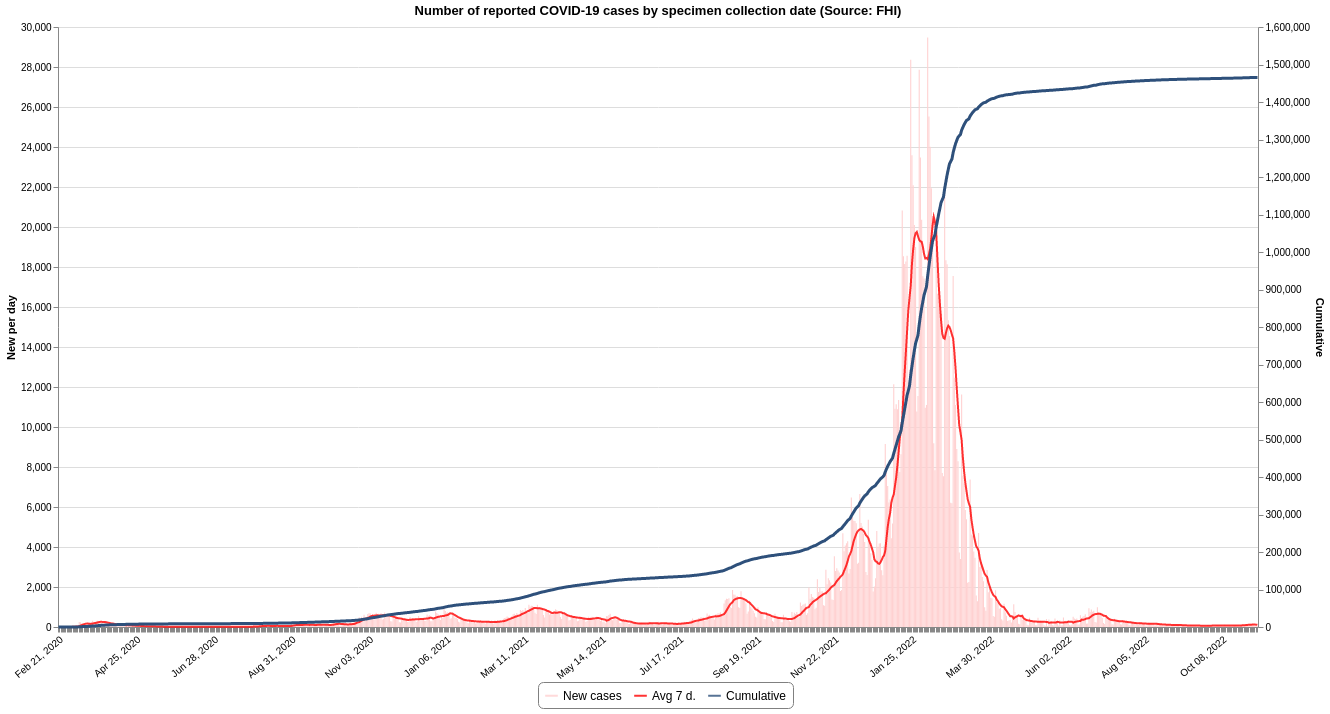 Number of reported COVID-19 cases by specimen collection date (Source: FHI)
New per day
30,000
28,000
26,000
24,000
22,000
20,000
18,000
16,000
14,000
12,000
10,000
8,000
6,000
4,000
2,000
0
Cumulative
1,600,000
1,500,000
1,400,000
1,300,000
1,200,000
1,100,000
1,000,000
900,000
800,000
700,000
600,000
500,000
400,000
300,000
200,000
100,000
0
Feb 21, 2020
Apr 25, 2020
Jun 28, 2020
Aug 31, 2020
Nov 03, 2020
Jan 06, 2021
Mar 11, 2021
May 14, 2021
Jul 17, 2021
Sep 19, 2021
Nov 22, 2021
Jan 25, 2022
Mar 30, 2022
Jun 02, 2022
Aug 05, 2022
Oct 08, 2022
New cases Avg 7 d. Cumulative